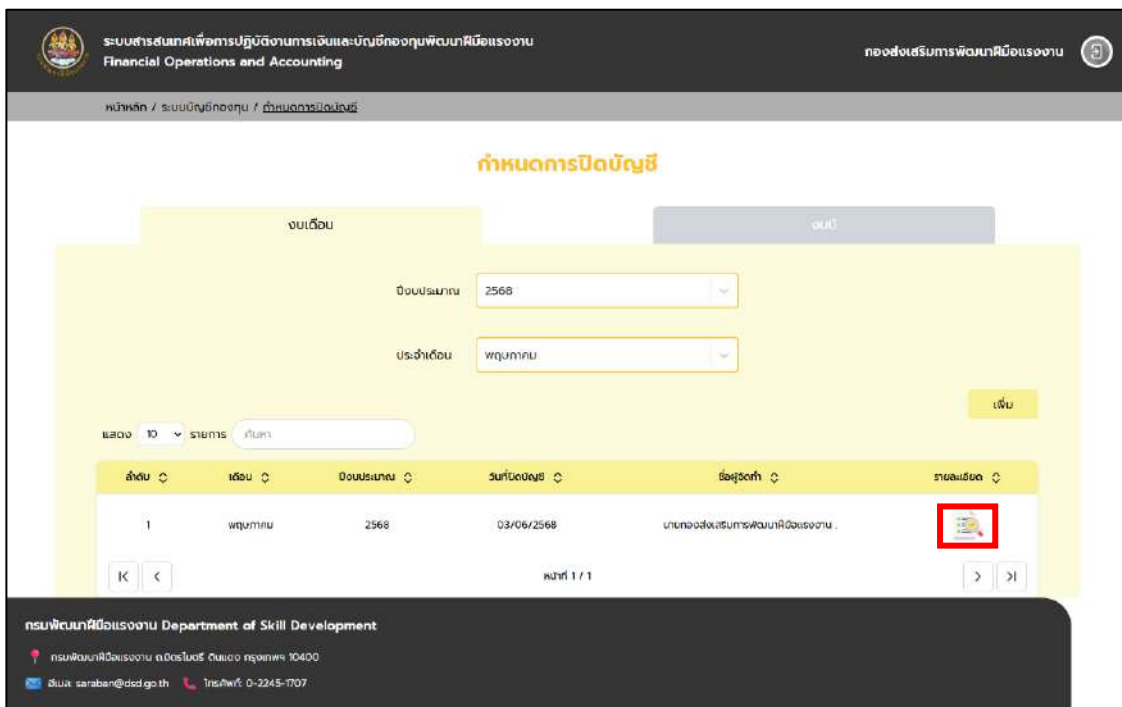 ระบบสารสนเทศเพื่อการปฏิบัติงานการเงินและบัญชีกองทุนพัฒนาฝีมือแรงงาน
Financial Operations and Accounting
กองส่งเสริมการพัฒนาฝีมือแรงงาน
หน้าหลัก / ระบบบัญชีกองทุน / กำหนดการปิดบัญชี
กำหนดการปิดบัญชี
งบเดือน งบปี
ปีงบประมาณ 2568
ประจำเดือน พฤษภาคม
เพิ่ม
แสดง 10 รายการ ค้นหา
ลำดับ เดือน ปีงบประมาณ วันที่ปิดบัญชี ชื่อผู้จัดทำ รายละเอียด
1 พฤษภาคม 2568 03/06/2568 นายกองส่งเสริมการพัฒนาฝีมือแรงงาน .
หน้าที่ 1 / 1
กรมพัฒนาฝีมือแรงงาน Department of Skill Development
กรมพัฒนาฝีมือแรงงาน ถ.มิตรไมตรี ดินแดง กรุงเทพฯ 10400
อีเมล: saraban@dsd.go.th โทรศัพท์: 0-2245-1707